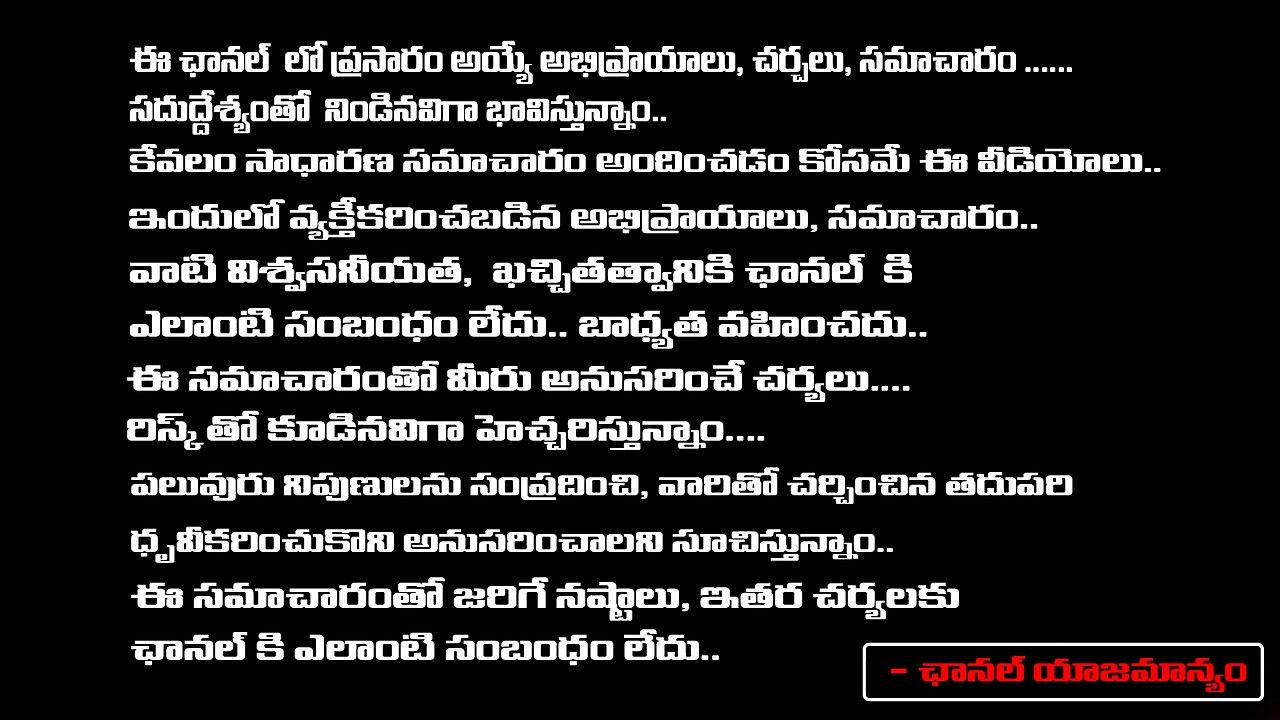 ఈ ఛానల్ లో ప్రసారం అయ్యే అభిప్రాయాలు, చర్చలు, సమాచారం ......
సదుద్దేశ్యంతో నిండినవిగా భావిస్తున్నాం..
కేవలం సాధారణ సమాచారం అందించడం కోసమే ఈ వీడియోలు..
ఇందులో వ్యక్తీకరించబడిన అభిప్రాయాలు, సమాచారం..
వాటి విశ్వసనీయత, ఖచ్చితత్వానికి ఛానల్ కి
ఎలాంటి సంబంధం లేదు.. బాధ్యత వహించదు..
ఈ సమాచారంతో మీరు అనుసరించే చర్యలు....
రిస్క్ తో కూడినవిగా హెచ్చరిస్తున్నాం....
పలువురు నిపుణులను సంప్రదించి, వారితో చర్చించిన తదుపరి
ధృవీకరించుకొని అనుసరించాలని సూచిస్తున్నాం..
ఈ సమాచారంతో జరిగే నష్టాలు, ఇతర చర్యలకు
ఛానల్ కి ఎలాంటి సంబంధం లేదు..
- ఛానల్ యాజమాన్యం